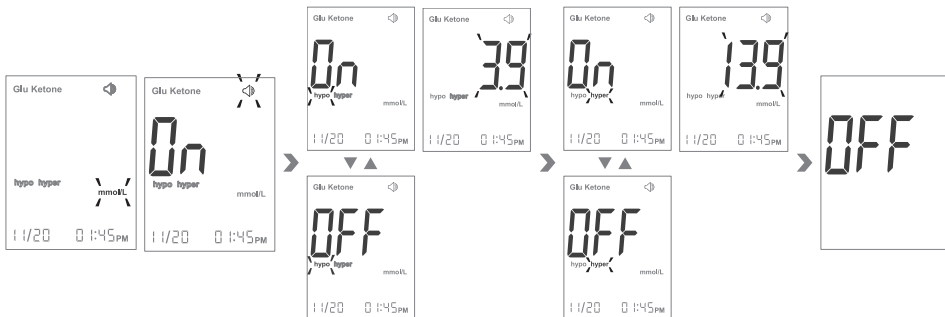 Glu Ketone
hypo hyper
mmol/L
11/20 01:45PM
Glu Ketone
On
hypo hyper
mmol/L
11/20 01:45PM
Glu Ketone
On
hypo hyper
mmol/L
11/20 01:45PM
Glu Ketone
3.9
hypo hyper
mmol/L
11/20 01:45PM
Glu Ketone
OFF
hypo hyper
mmol/L
11/20 01:45PM
Glu Ketone
On
hypo hyper
mmol/L
11/20 01:45PM
Glu Ketone
13.9
hypo hyper
mmol/L
11/20 01:45PM
Glu Ketone
OFF
hypo hyper
mmol/L
11/20 01:45PM
OFF